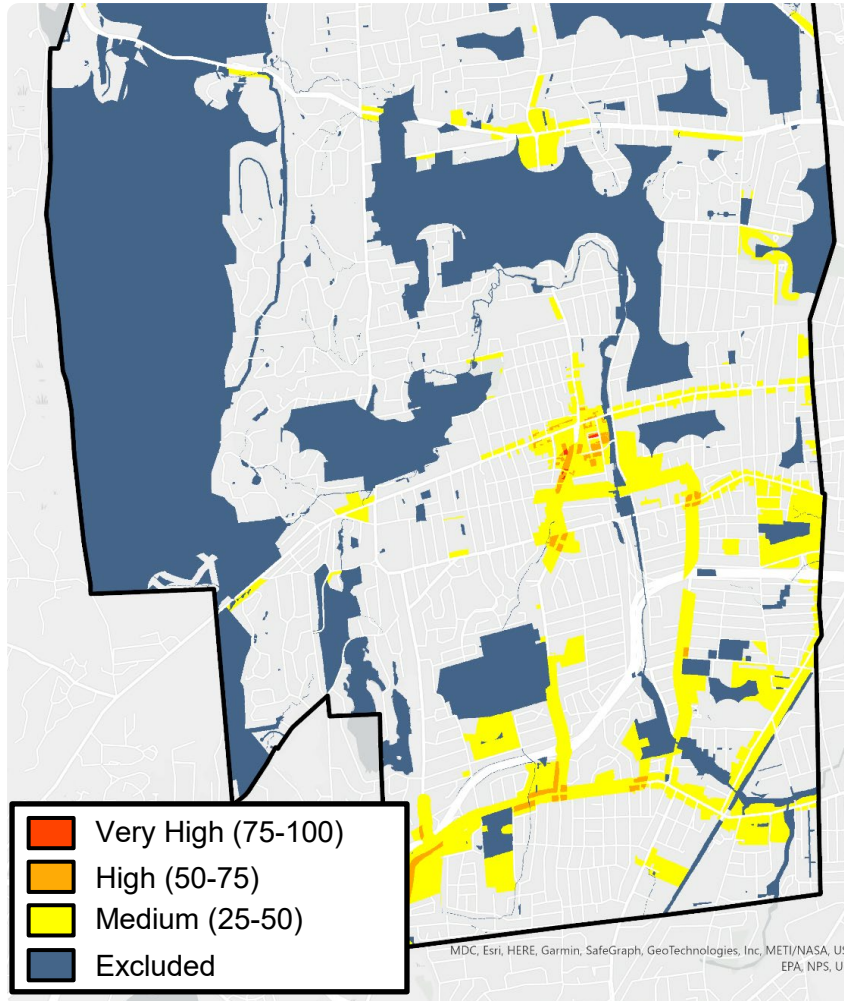 Very High (75-100)
High (50-75)
Medium (25-50)
Excluded
MDC, Esri, HERE, Garmin, SafeGraph, GeoTechnologies, Inc, METI/NASA, US
EPA, NPS, U